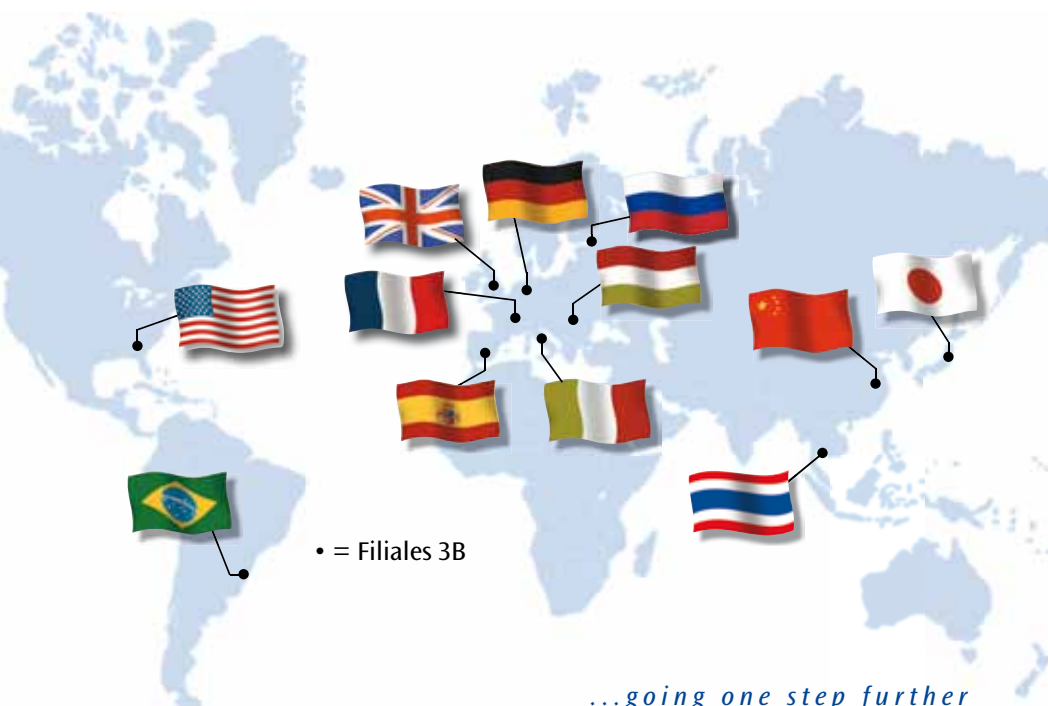 • = Filiales 3B
...going one step further